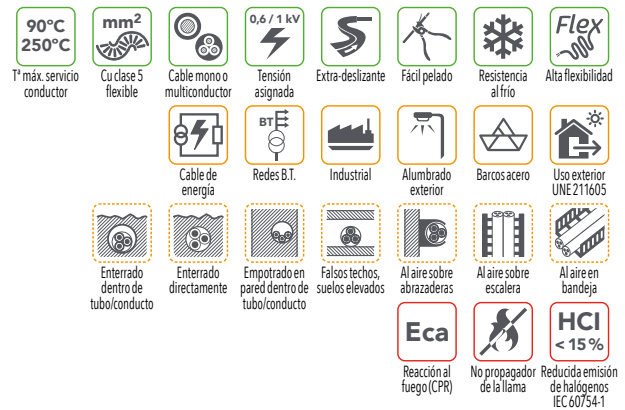 90°C
250°C
mm²
0,6 / 1 kV
Flex
Tª máx. servicio
conductor
Cu clase 5
flexible
Cable mono o
multiconductor
Tensión
asignada
Extra-deslizante
Fácil pelado
Resistencia
al frío
Alta flexibilidad
BT
Cable de
energía
Redes B.T.
Industrial
Alumbrado
exterior
Barcos acero
Uso exterior
UNE 211605
Enterrado
dentro de
tubo/conducto
Enterrado
directamente
Empotrado en
pared dentro de
tubo/conducto
Falsos techos,
suelos elevados
Al aire sobre
abrazaderas
Al aire sobre
escalera
Al aire en
bandeja
Eca
HCl
< 15 %
Reacción al
fuego (CPR)
No propagador
de la llama
Reducida emisión
de halógenos
IEC 60754-1